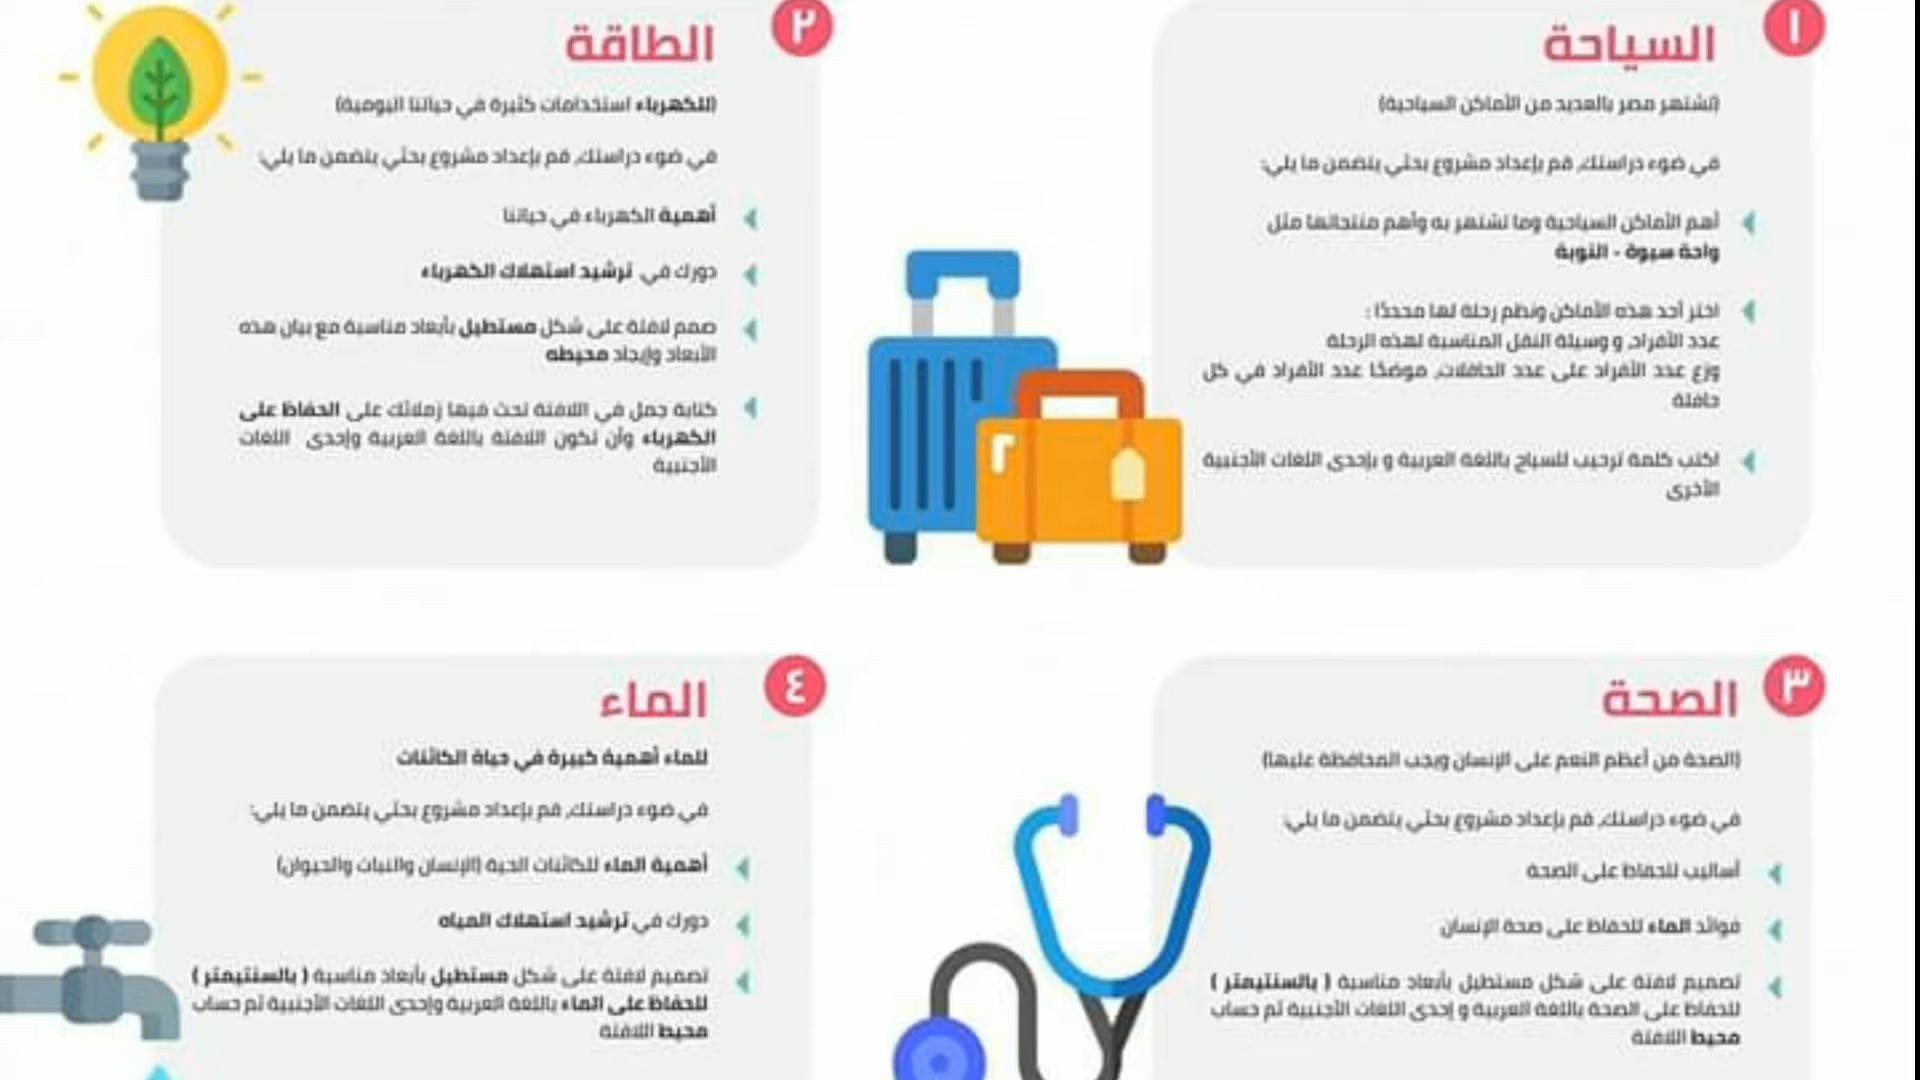 ١
السياحة
(تشتهر مصر بالعديد من الأماكن السياحية)
في ضوء دراستك، قم بإعداد مشروع بحثي يتضمن ما يلي:
أهم الأماكن السياحية وما تشتهر به وأهم منتجاتها مثل
واحة سيوة - النوبة
اختر أحد هذه الأماكن ونظم رحلة لها محددًا :
عدد الأفراد، و وسيلة النقل المناسبة لهذه الرحلة
وزع عدد الأفراد على عدد الحافلات، موضحًا عدد الأفراد في كل
حافلة
اكتب كلمة ترحيب للسياح باللغة العربية و بإحدى اللغات الأجنبية
الأخرى
٢
الطاقة
(للكهرباء استخدامات كثيرة في حياتنا اليومية)
في ضوء دراستك، قم بإعداد مشروع بحثي يتضمن ما يلي:
أهمية الكهرباء في حياتنا
دورك في ترشيد استهلاك الكهرباء
صمم لافتة على شكل مستطيل بأبعاد مناسبة مع بيان هذه
الأبعاد وإيجاد محيطه
كتابة جمل في اللافتة تحث فيها زملائك على الحفاظ على
الكهرباء وأن تكون اللافتة باللغة العربية وإحدى اللغات
الأجنبية
٣
الصحة
(الصحة من أعظم النعم على الإنسان ويجب المحافظة عليها)
في ضوء دراستك، قم بإعداد مشروع بحثي يتضمن ما يلي:
أساليب للحفاظ على الصحة
فوائد الماء للحفاظ على صحة الإنسان
تصميم لافتة على شكل مستطيل بأبعاد مناسبة ( بالسنتيمتر )
للحفاظ على الصحة باللغة العربية و إحدى اللغات الأجنبية ثم حساب
محيط اللافتة
٤
الماء
للماء أهمية كبيرة في حياة الكائنات
في ضوء دراستك، قم بإعداد مشروع بحثي يتضمن ما يلي:
أهمية الماء للكائنات الحية (الإنسان والنبات والحيوان)
دورك في ترشيد استهلاك المياه
تصميم لافتة على شكل مستطيل بأبعاد مناسبة ( بالسنتيمتر )
للحفاظ على الماء باللغة العربية وإحدى اللغات الأجنبية ثم حساب
محيط اللافتة